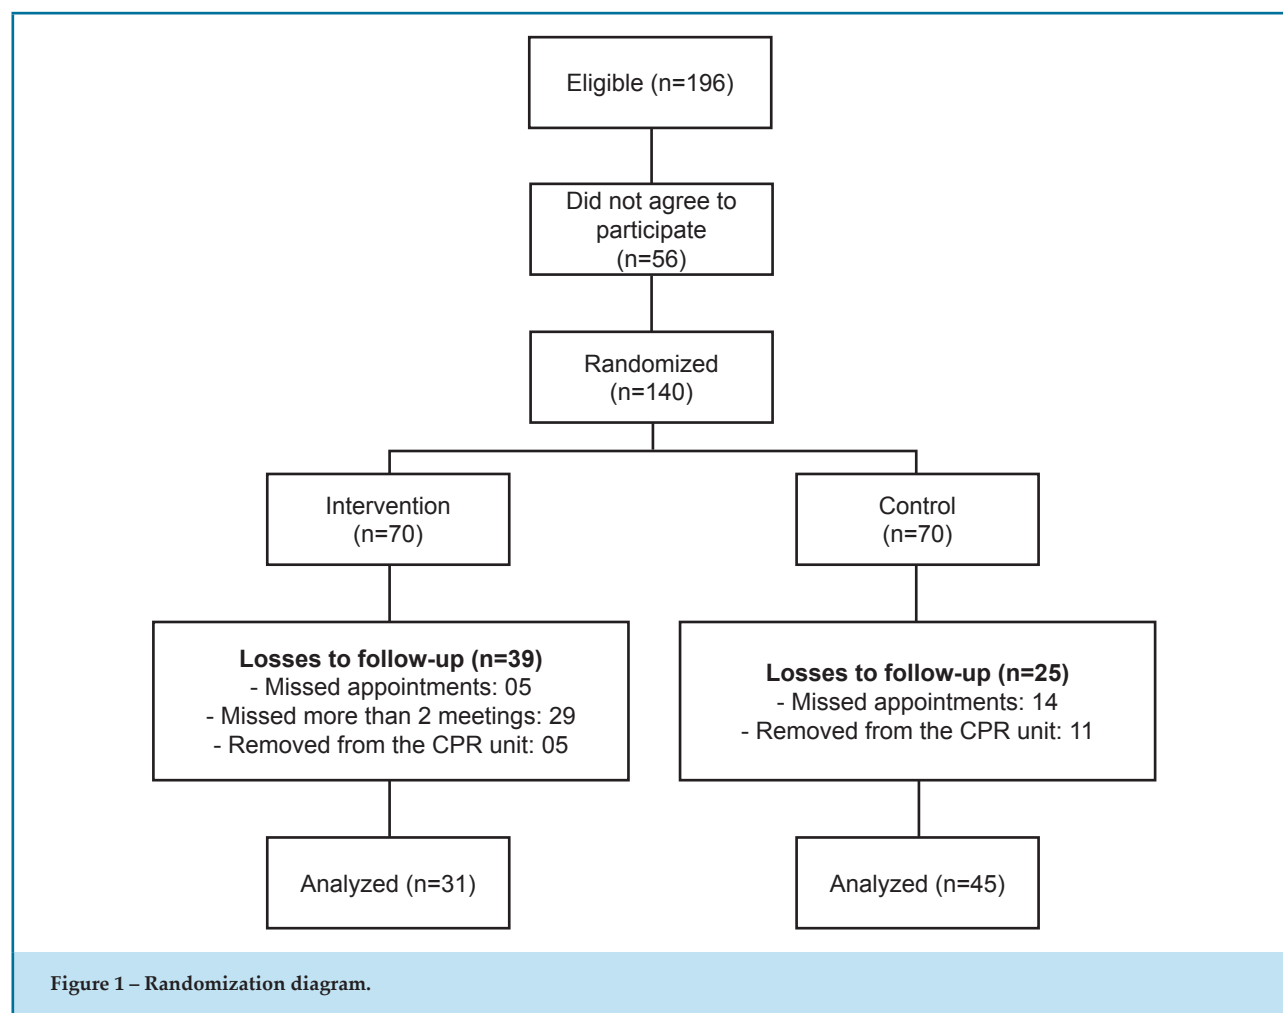 Eligible (n=196)
Did not agree to
participate
(n=56)
Randomized
(n=140)
Intervention
(n=70)
Control
(n=70)
Losses to follow-up (n=39)
- Missed appointments: 05
- Missed more than 2 meetings: 29
- Removed from the CPR unit: 05
Losses to follow-up (n=25)
- Missed appointments: 14
- Removed from the CPR unit: 11
Analyzed (n=31)
Analyzed (n=45)
Figure 1 – Randomization diagram.